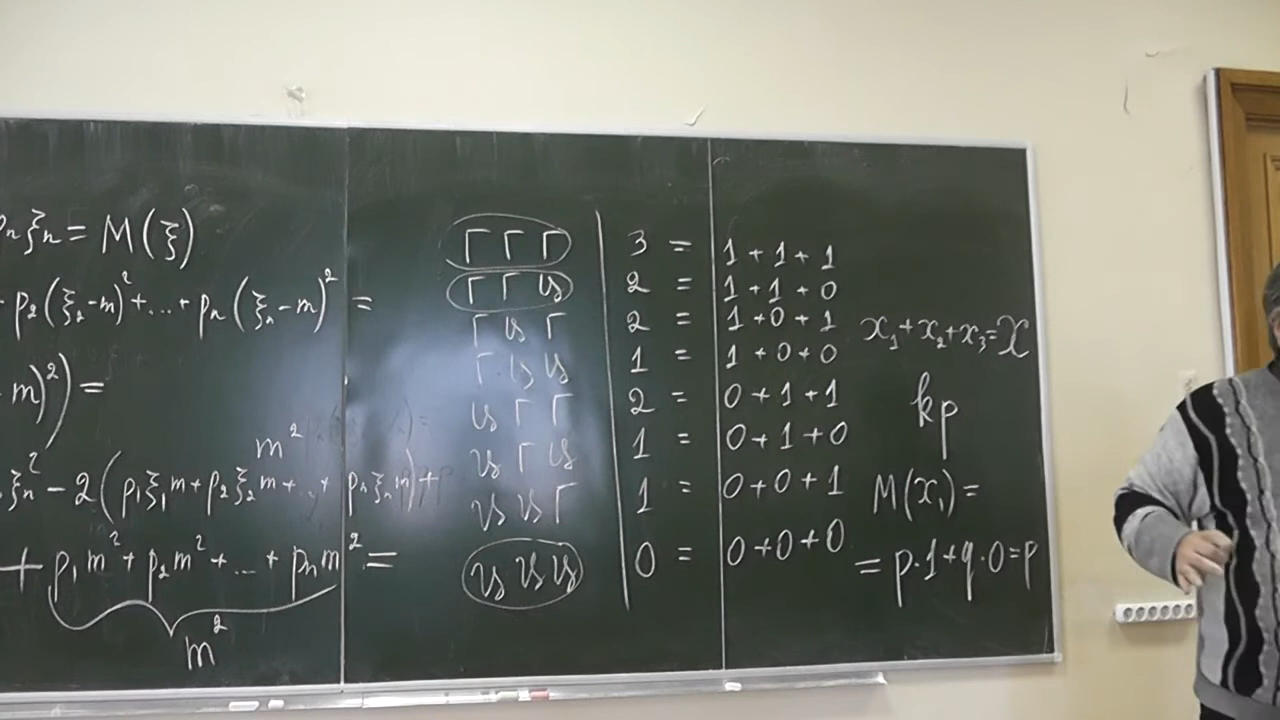 pₙξₙ = M(ξ)
p₂(ξ₂-m)²+...+pₙ(ξₙ-m)² =
m)²)=
m²
ξₙ² - 2(p₁ξ₁m + p₂ξ₂m + ... + pₙξₙm) +
+ p₁m² + p₂m² + ... + pₙm² =
m²
Г Г Г 3 = 1 + 1 + 1
Г Г Ц 2 = 1 + 1 + 0
Г Ц Г 2 = 1 + 0 + 1
Г Ц Ц 1 = 1 + 0 + 0
Ц Г Г 2 = 0 + 1 + 1
Ц Г Ц 1 = 0 + 1 + 0
Ц Ц Г 1 = 0 + 0 + 1
Ц Ц Ц 0 = 0 + 0 + 0
x₁ + x₂ + x₃ = X
kp
M(x₁) =
= p·1 + q·0 = p